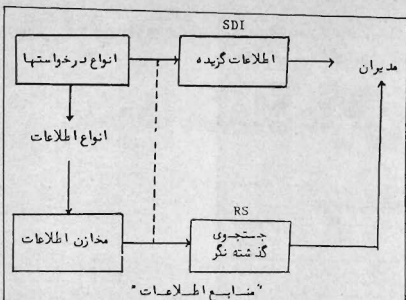 SDI
انواع درخواستها
اطلاعات گزیده
مدیران
انواع اطلاعات
RS
مخازن اطلاعات
جستجوی
گذشته نگر
"منابع اطلاعات"